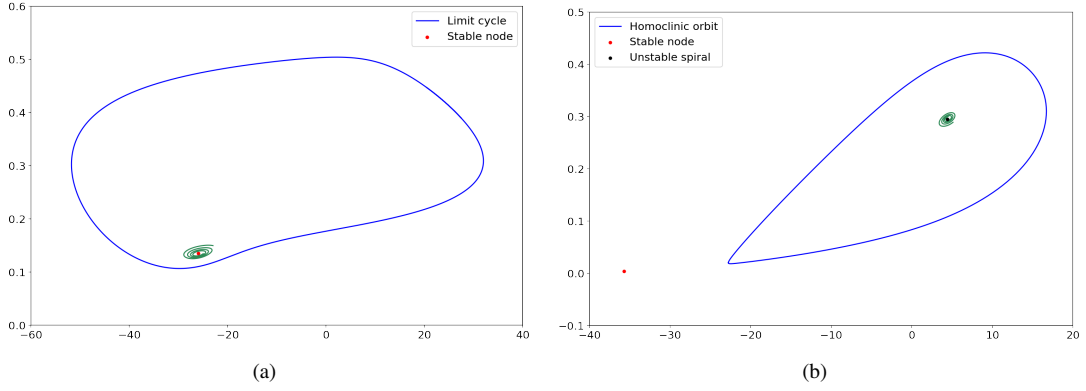 0.6
0.5
0.4
0.3
0.2
0.1
0.0
−60 −40 −20 0 20 40
Limit cycle
Stable node
(a)
0.5
0.4
0.3
0.2
0.1
0.0
−0.1
−40 −30 −20 −10 0 10 20
Homoclinic orbit
Stable node
Unstable spiral
(b)